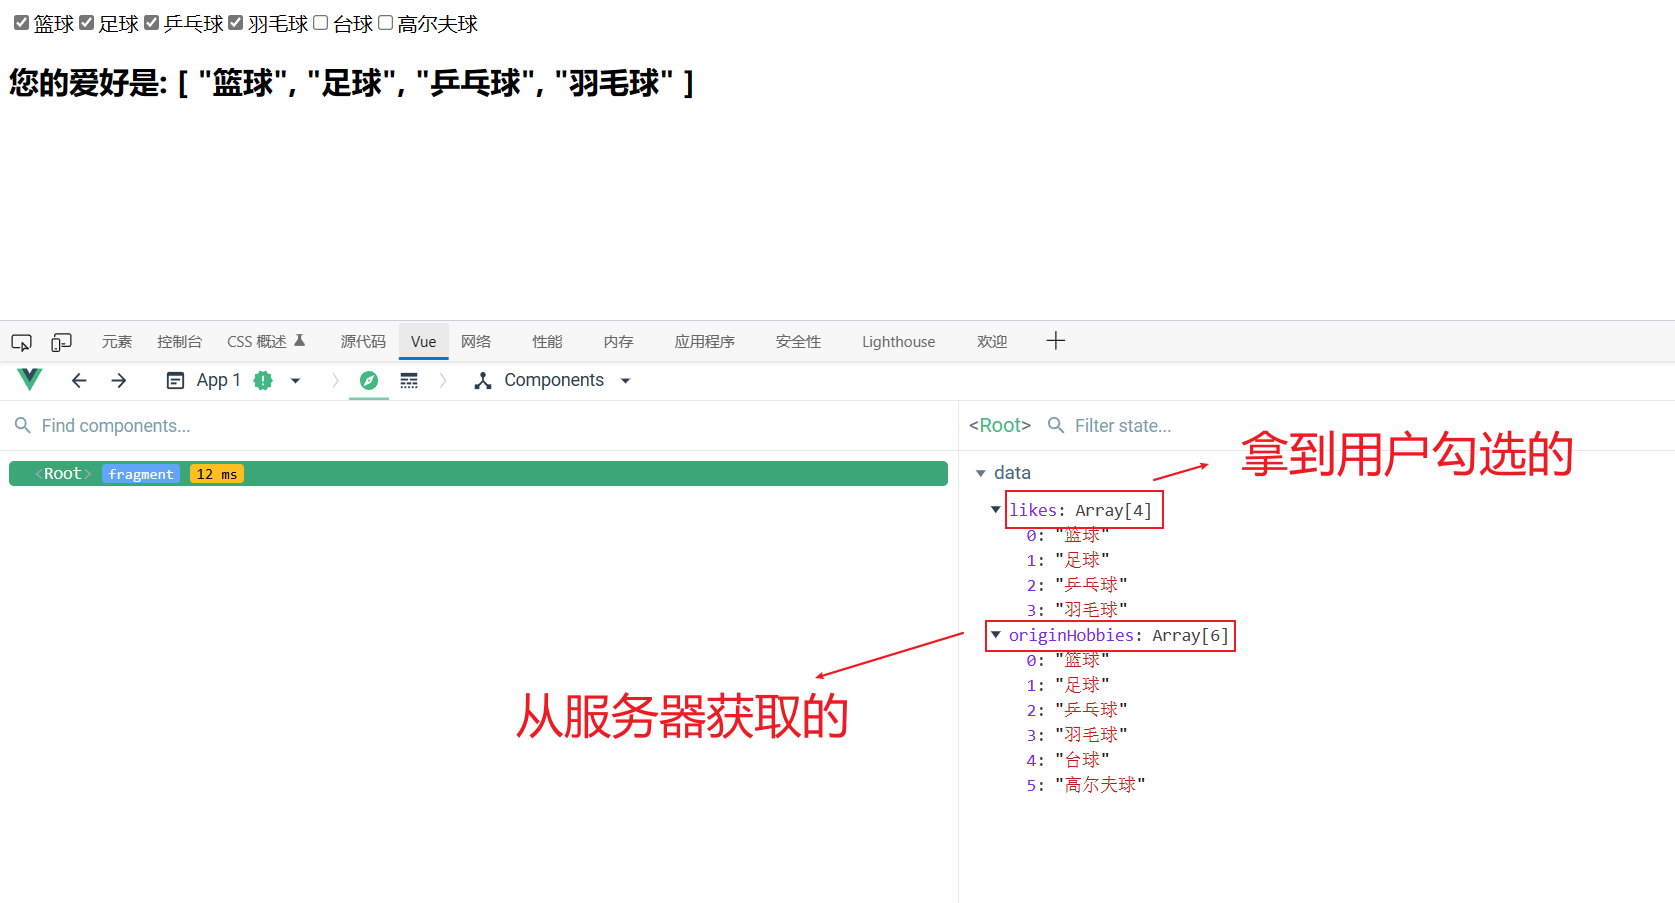 篮球 足球 乒乓球 羽毛球 台球 高尔夫球
您的爱好是: [ "篮球", "足球", "乒乓球", "羽毛球" ]
元素 控制台 CSS 概述 源代码 Vue 网络 性能 内存 应用程序 安全性 Lighthouse 欢迎
App 1 Components
Find components...
<Root> Filter state...
<Root> fragment 12 ms
拿到用户勾选的
data
likes: Array[4]
0: "篮球"
1: "足球"
2: "乒乓球"
3: "羽毛球"
originHobbies: Array[6]
0: "篮球"
1: "足球"
2: "乒乓球"
3: "羽毛球"
4: "台球"
5: "高尔夫球"
从服务器获取的